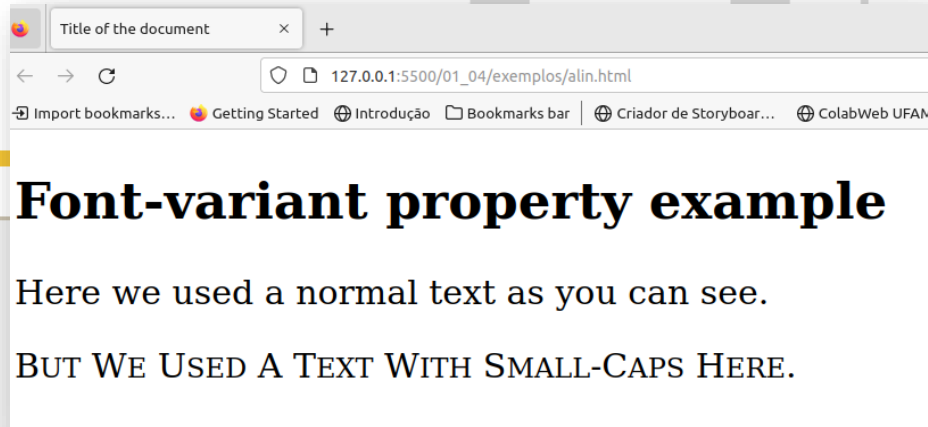 Title of the document
127.0.0.1:5500/01_04/exemplos/alin.html
Import bookmarks... Getting Started Introdução Bookmarks bar Criador de Storyboar... ColabWeb UFAM
Font-variant property example
Here we used a normal text as you can see.
But We Used A Text With Small-Caps Here.